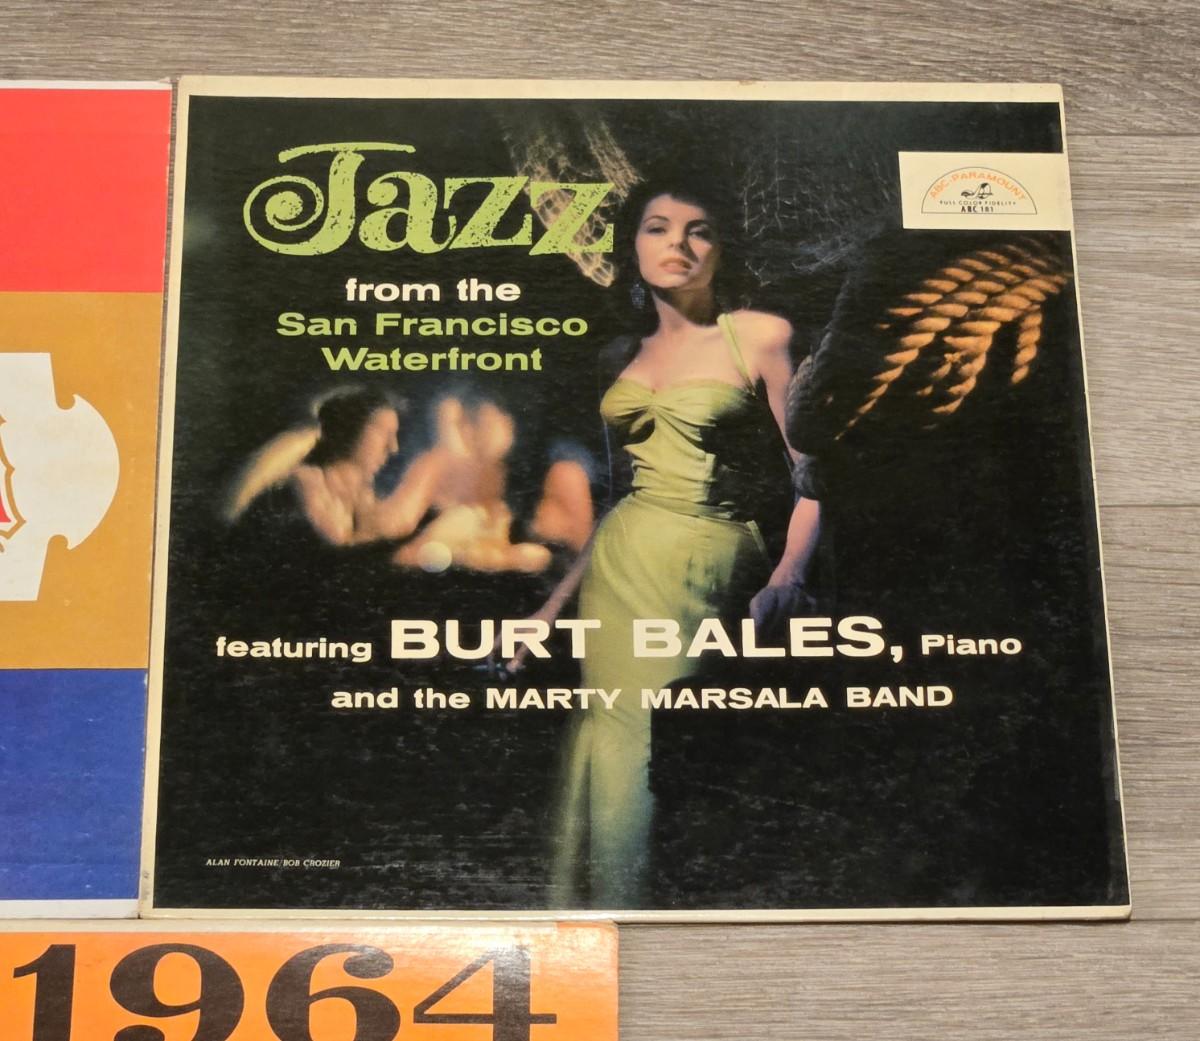 Jazz
from the
San Francisco
Waterfront
ABC-PARAMOUNT
FULL COLOR FIDELITY
ABC 181
featuring BURT BALES, Piano
and the MARTY MARSALA BAND
ALAN FONTAINE/BOB CROZIER
1964